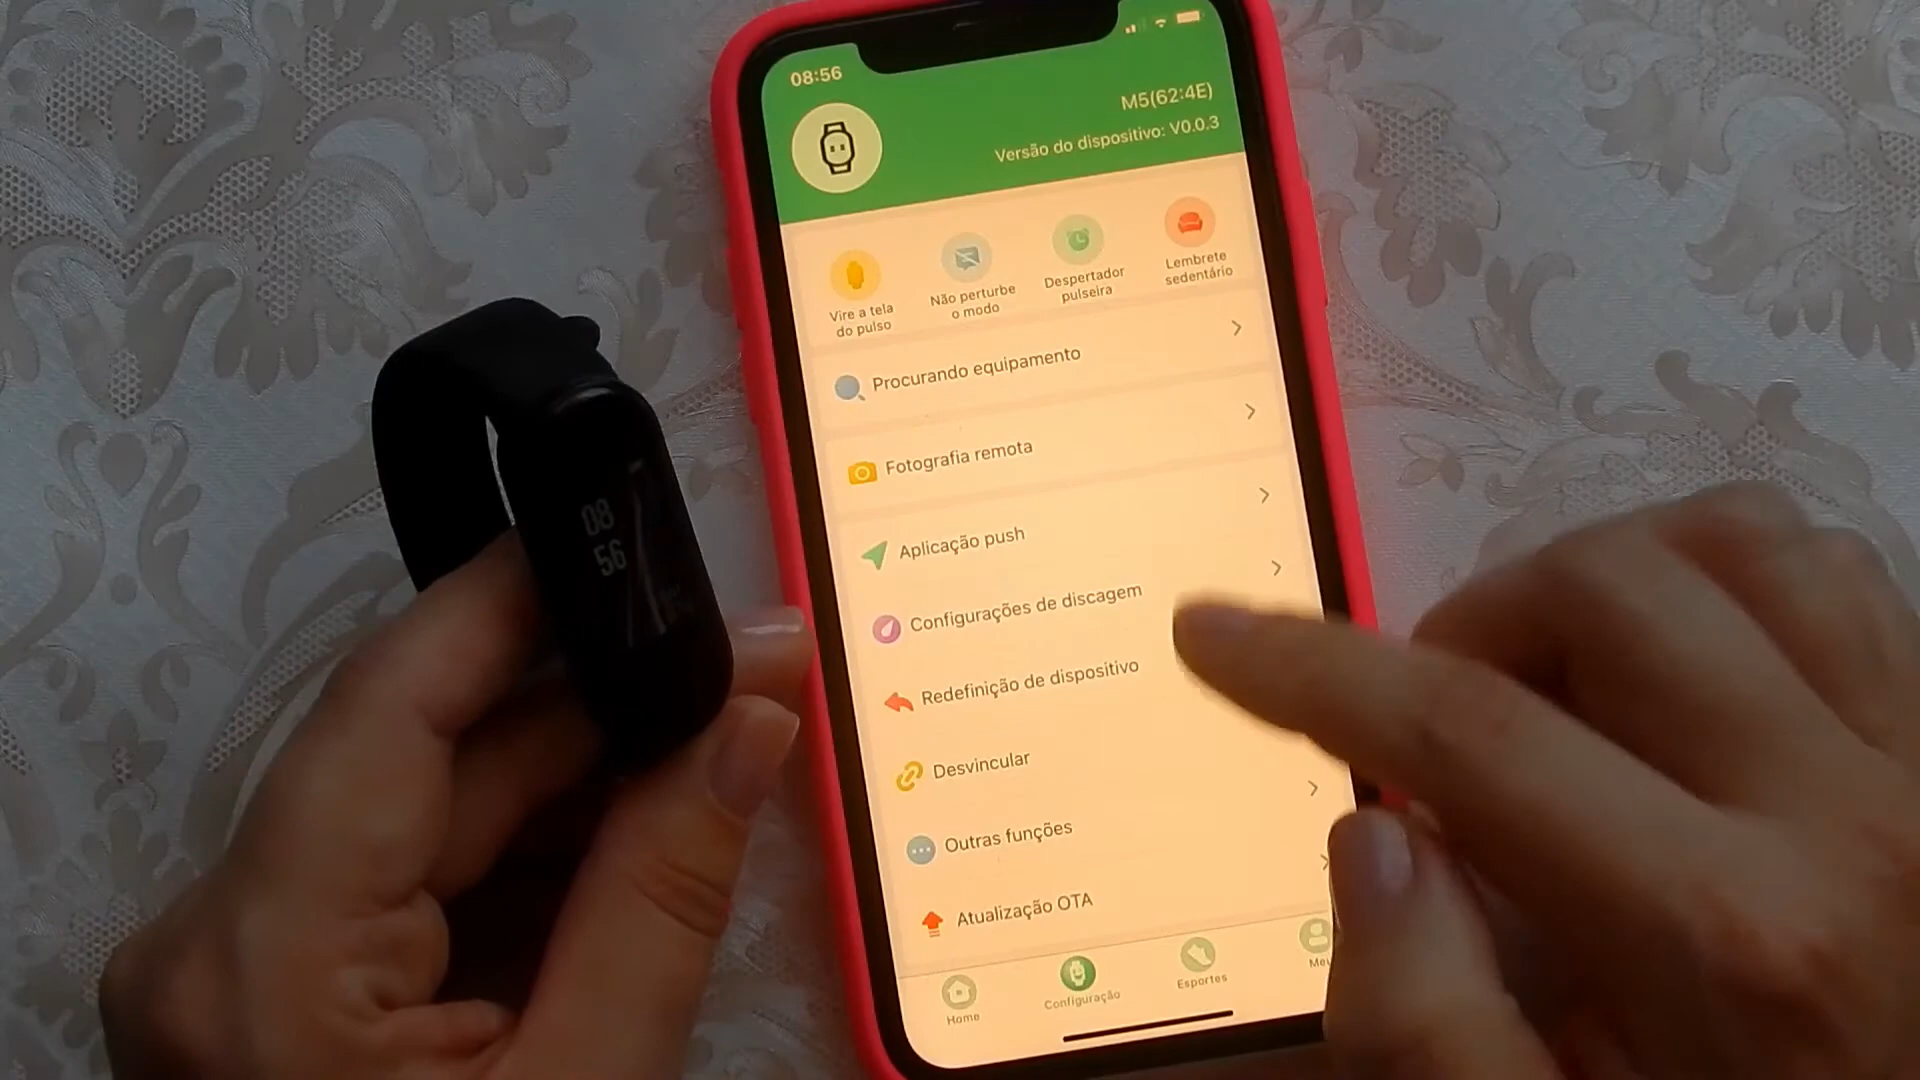 08:56
M5(62:4E)
Versão do dispositivo: V0.0.3
Vire a tela
do pulso
Não perturbe
o modo
Despertador
pulseira
Lembrete
sedentário
Procurando equipamento
Fotografia remota
Aplicação push
Configurações de discagem
Redefinição de dispositivo
Desvincular
Outras funções
Atualização OTA
Home
Configuração
Esportes
Meu
08
56